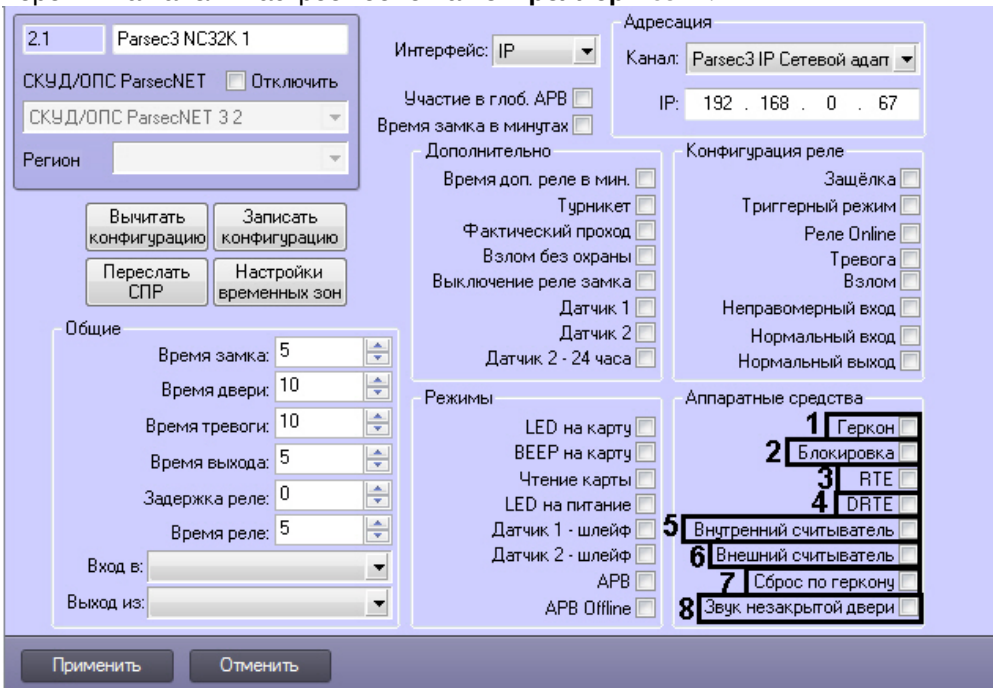 2.1 Parsec3 NC32K 1
СКУД/ОПС ParsecNET Отключить
СКУД/ОПС ParsecNET 3 2
Регион
Интерфейс: IP
Участие в глоб. APB
Время замка в минутах
Адресация
Канал: Parsec3 IP Сетевой адап
IP: 192 . 168 . 0 . 67
Вычитать конфигурацию
Записать конфигурацию
Переслать СПР
Настройки временных зон
Общие
Время замка: 5
Время двери: 10
Время тревоги: 10
Время выхода: 5
Задержка реле: 0
Время реле: 5
Вход в:
Выход из:
Дополнительно
Время доп. реле в мин.
Турникет
Фактический проход
Взлом без охраны
Выключение реле замка
Датчик 1
Датчик 2
Датчик 2 - 24 часа
Конфигурация реле
Защёлка
Триггерный режим
Реле Online
Тревога
Взлом
Неправомерный вход
Нормальный вход
Нормальный выход
Режимы
LED на карту
BEEP на карту
Чтение карты
LED на питание
Датчик 1 - шлейф
Датчик 2 - шлейф
APB
APB Offline
Аппаратные средства
1 Геркон
2 Блокировка
3 RTE
4 DRTE
5 Внутренний считыватель
6 Внешний считыватель
7 Сброс по геркону
8 Звук незакрытой двери
Применить Отменить